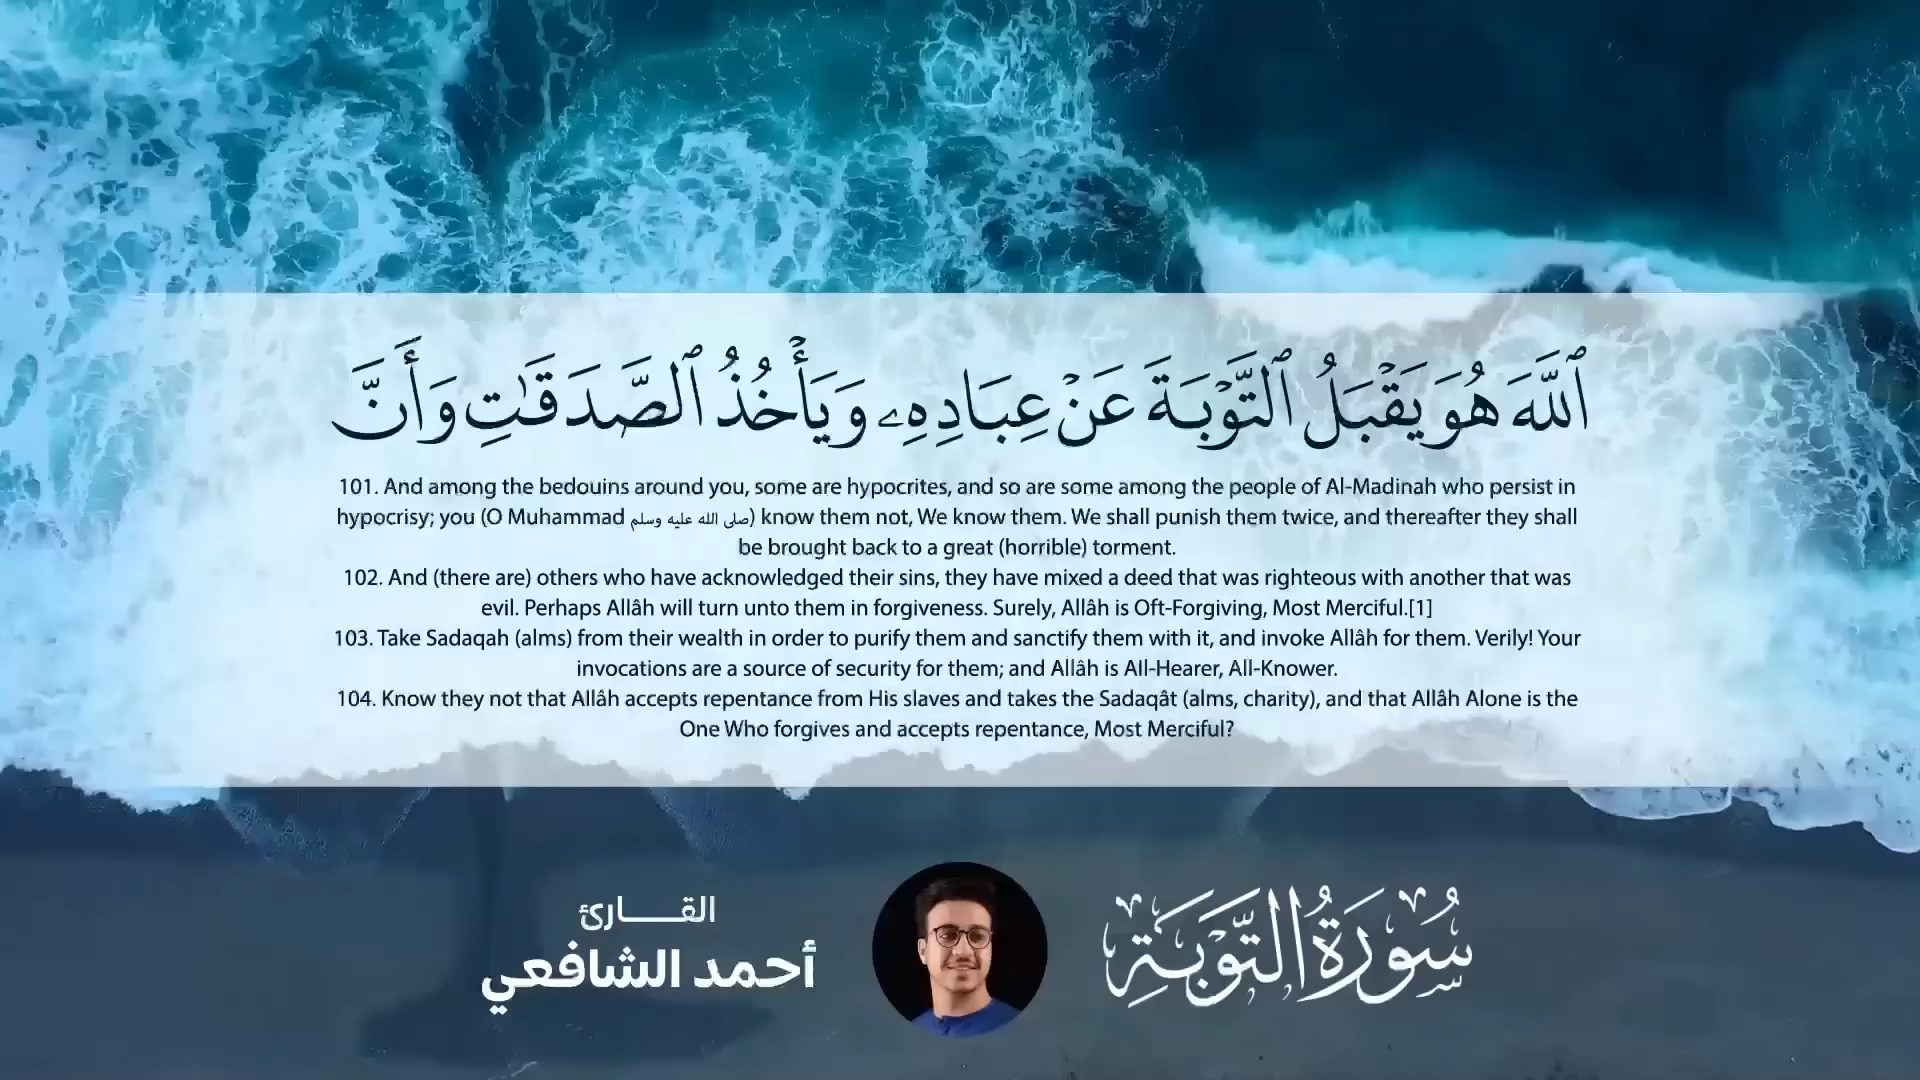 ٱللَّهَ هُوَ يَقْبَلُ ٱلتَّوْبَةَ عَنْ عِبَادِهِۦ وَيَأْخُذُ ٱلصَّدَقَٰتِ وَأَنَّ
101. And among the bedouins around you, some are hypocrites, and so are some among the people of Al-Madinah who persist in
hypocrisy; you (O Muhammad صلى الله عليه وسلم) know them not, We know them. We shall punish them twice, and thereafter they shall
be brought back to a great (horrible) torment.
102. And (there are) others who have acknowledged their sins, they have mixed a deed that was righteous with another that was
evil. Perhaps Allâh will turn unto them in forgiveness. Surely, Allâh is Oft-Forgiving, Most Merciful.[1]
103. Take Sadaqah (alms) from their wealth in order to purify them and sanctify them with it, and invoke Allâh for them. Verily! Your
invocations are a source of security for them; and Allâh is All-Hearer, All-Knower.
104. Know they not that Allâh accepts repentance from His slaves and takes the Sadaqât (alms, charity), and that Allâh Alone is the
One Who forgives and accepts repentance, Most Merciful?
سُورَةُ التَّوْبَةِ
القـــــارئ
أحمد الشافعي